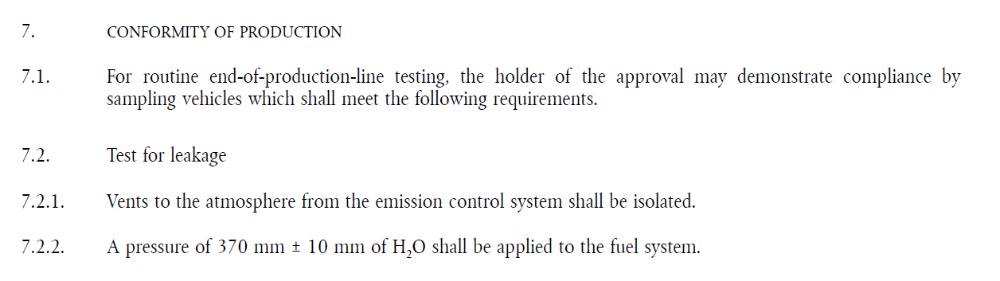 7. CONFORMITY OF PRODUCTION
7.1. For routine end-of-production-line testing, the holder of the approval may demonstrate compliance by
sampling vehicles which shall meet the following requirements.
7.2. Test for leakage
7.2.1. Vents to the atmosphere from the emission control system shall be isolated.
7.2.2. A pressure of 370 mm ± 10 mm of H₂O shall be applied to the fuel system.